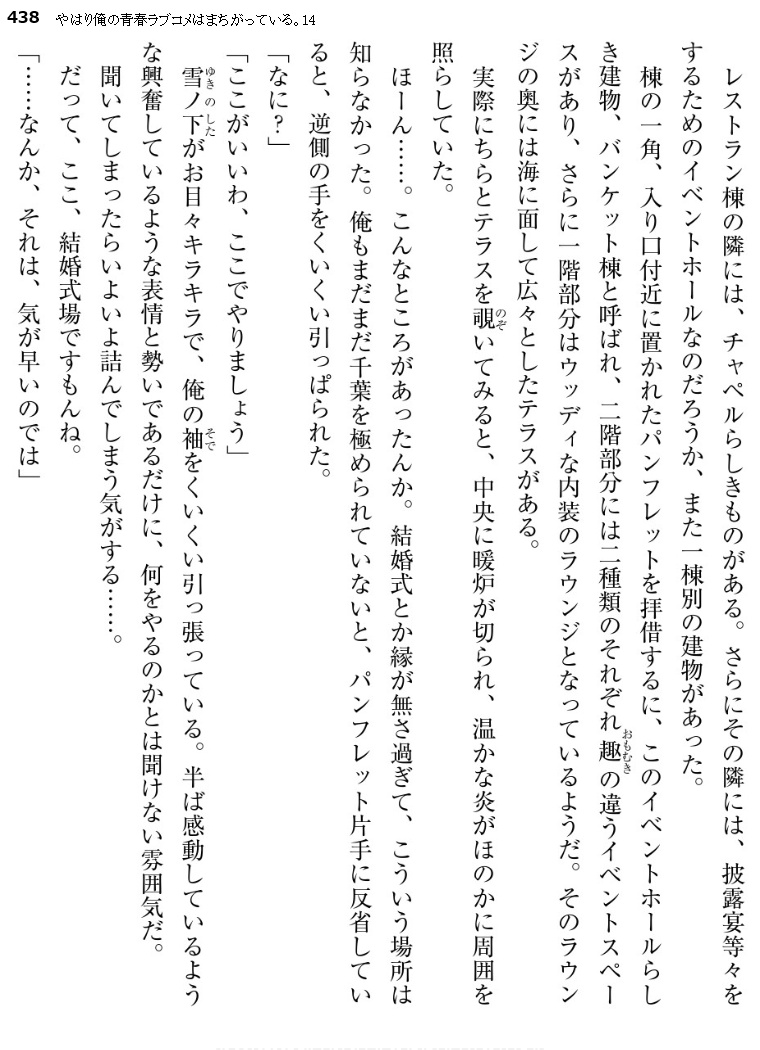 438 やはり俺の青春ラブコメはまちがっている。14
レストラン棟の隣には、チャペルらしきものがある。さらにその隣には、披露宴等々を
するためのイベントホールなのだろうか、また一棟別の建物があった。
棟の一角、入り口付近に置かれたパンフレットを拝借するに、このイベントホールらし
き建物、バンケット棟と呼ばれ、二階部分には二種類のそれぞれ趣の違うイベントスペー
おもむき
スがあり、さらに一階部分はウッディな内装のラウンジとなっているようだ。そのラウン
ジの奥には海に面して広々としたテラスがある。
実際にちらとテラスを覗いてみると、中央に暖炉が切られ、温かな炎がほのかに周囲を
のぞ
照らしていた。
ほーん……。こんなところがあったんか。結婚式とか縁が無さ過ぎて、こういう場所は
知らなかった。俺もまだまだ千葉を極められていないと、パンフレット片手に反省してい
ると、逆側の手をくいくい引っぱられた。
「なに？」
「ここがいいわ、ここでやりましょう」
雪ノ下がお目々キラキラで、俺の袖をくいくい引っ張っている。半ば感動しているよう
ゆきのした
そで
な興奮しているような表情と勢いであるだけに、何をやるのかとは聞けない雰囲気だ。
聞いてしまったらいよいよ詰んでしまう気がする……。
だって、ここ、結婚式場ですもんね。
「……なんか、それは、気が早いのでは」